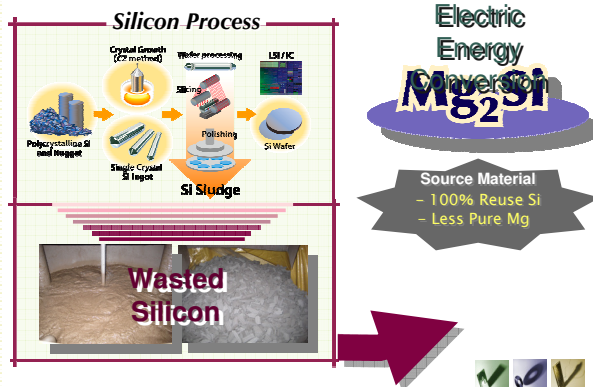 Silicon Process
Crystal Growth
(CZ method)
Wafer processing
LSI / IC
Slicing
Polishing
Polycrystalline Si
and Nugget
Single Crystal
Si Ingot
Si Wafer
Si Sludge
Wasted
Silicon
Electric
Energy
Conversion
Mg2Si
Source Material
– 100% Reuse Si
– Less Pure Mg